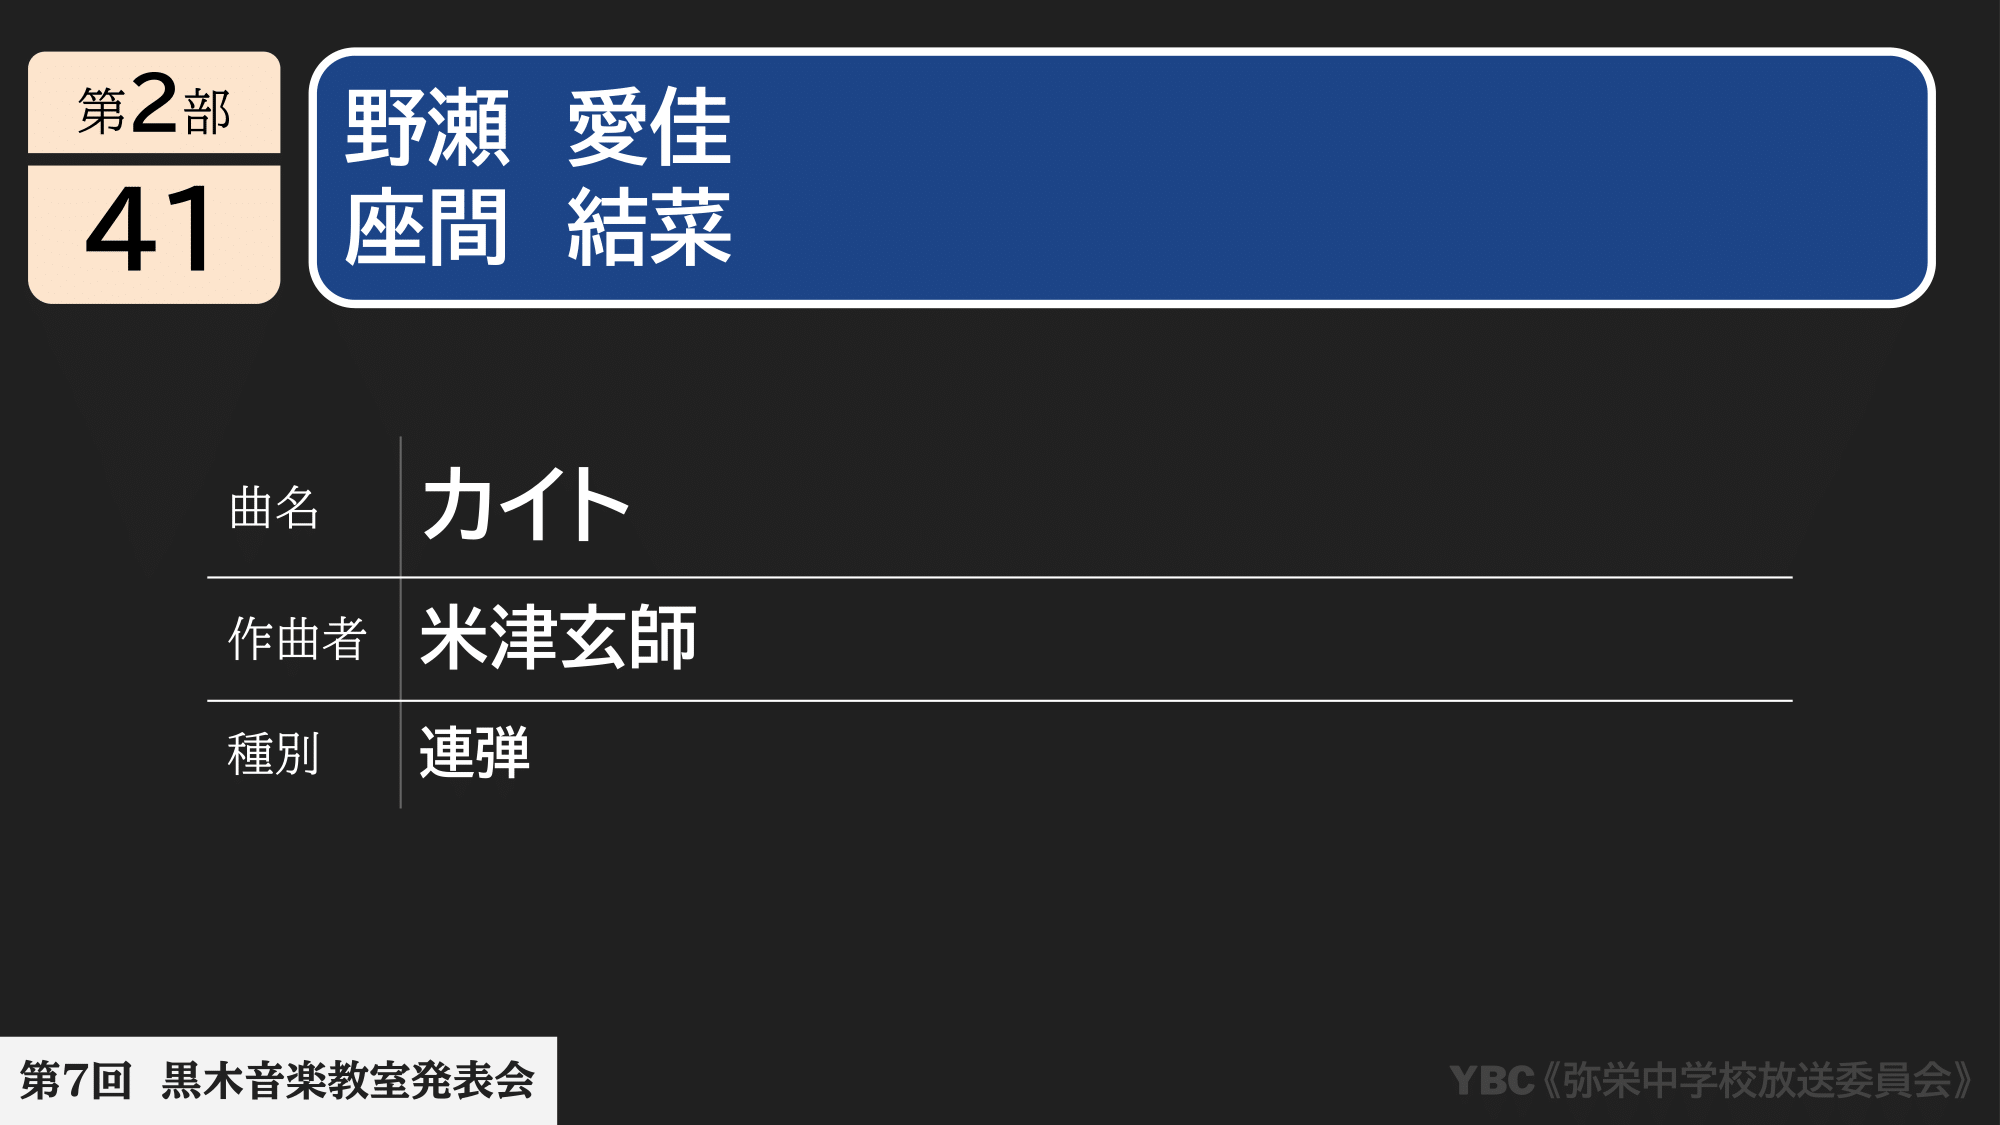 第2部
41
野瀬 愛佳
座間 結菜
曲名 カイト
作曲者 米津玄師
種別 連弾
第7回 黒木音楽教室発表会
YBC《弥栄中学校放送委員会》